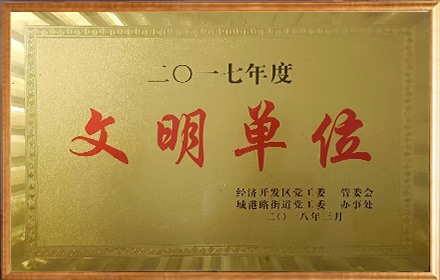 二〇一七年度
文明单位
经济开发区党工委 管委会
城港路街道党工委 办事处
二〇一八年三月